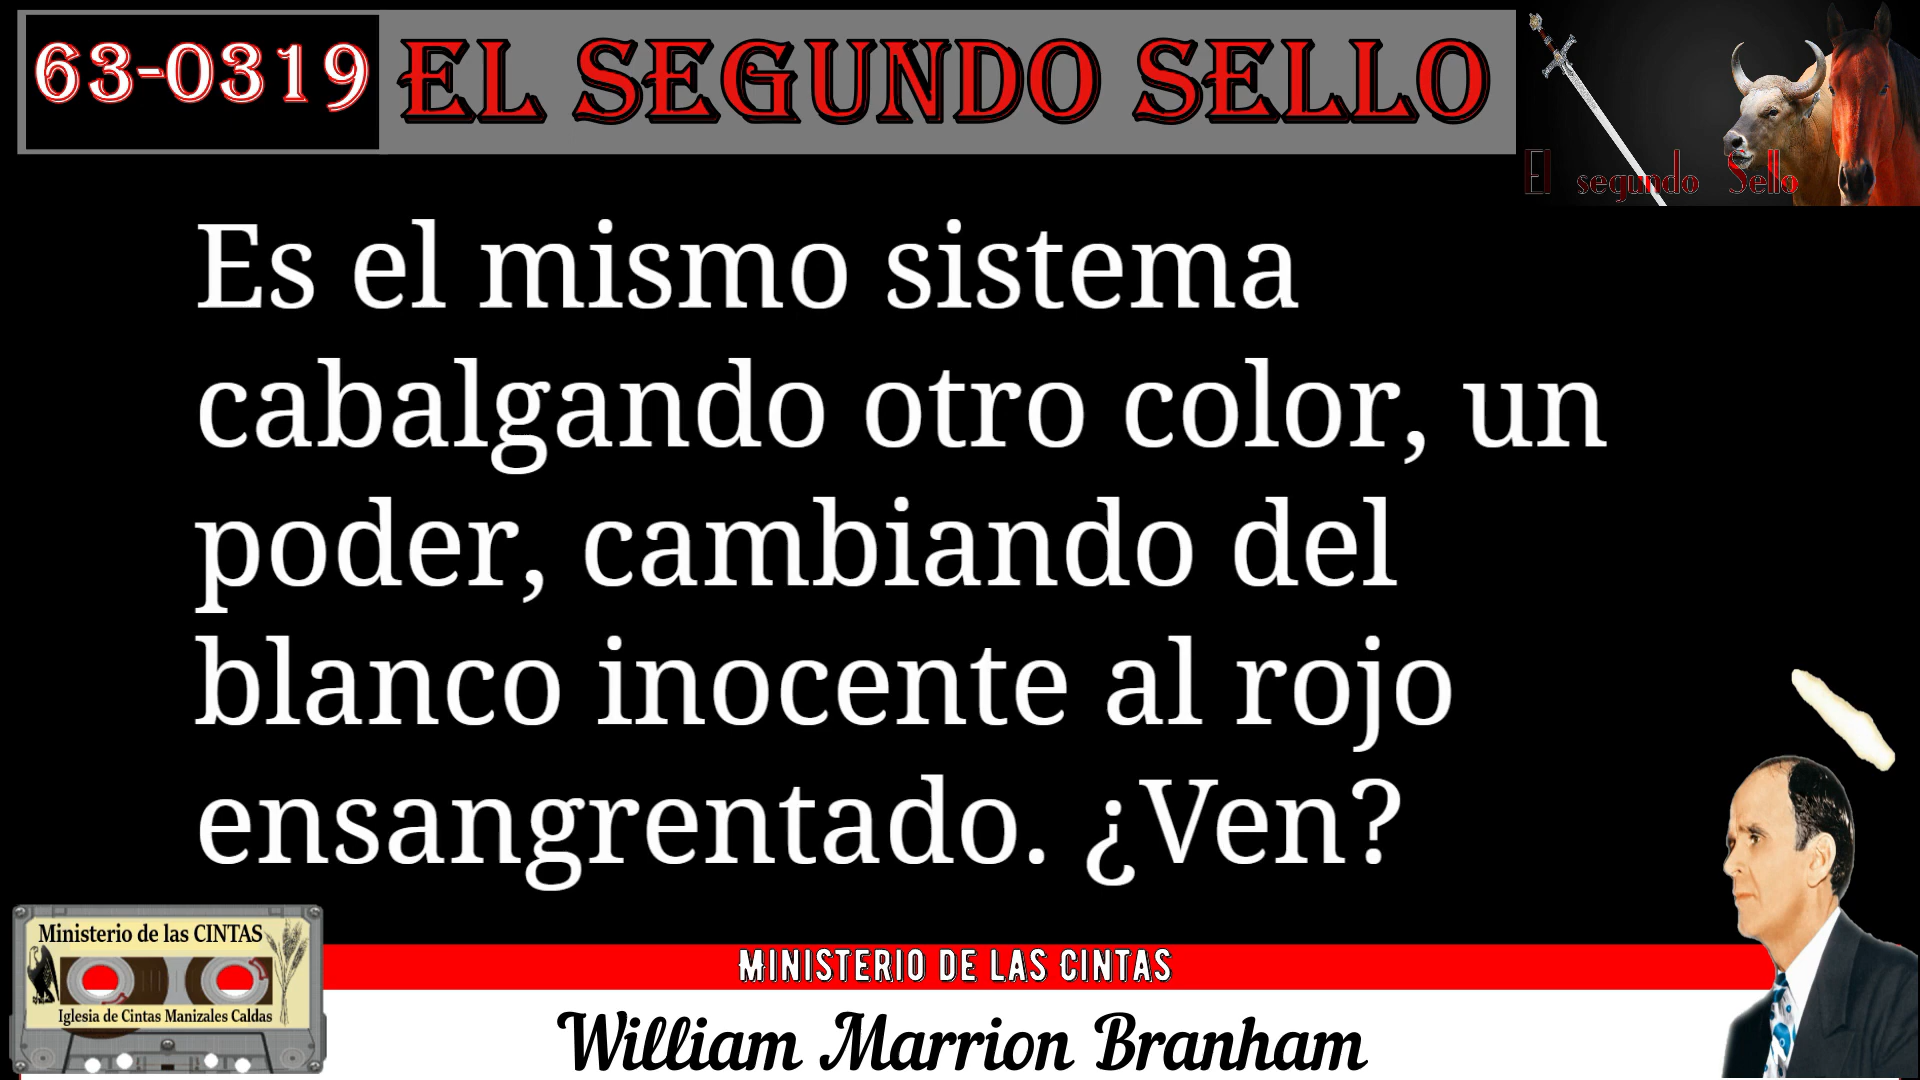 63-0319 EL SEGUNDO SELLO
El segundo Sello
Es el mismo sistema
cabalgando otro color, un
poder, cambiando del
blanco inocente al rojo
ensangrentado. ¿Ven?
Ministerio de las CINTAS
Iglesia de Cintas Manizales Caldas
MINISTERIO DE LAS CINTAS
William Marrion Branham